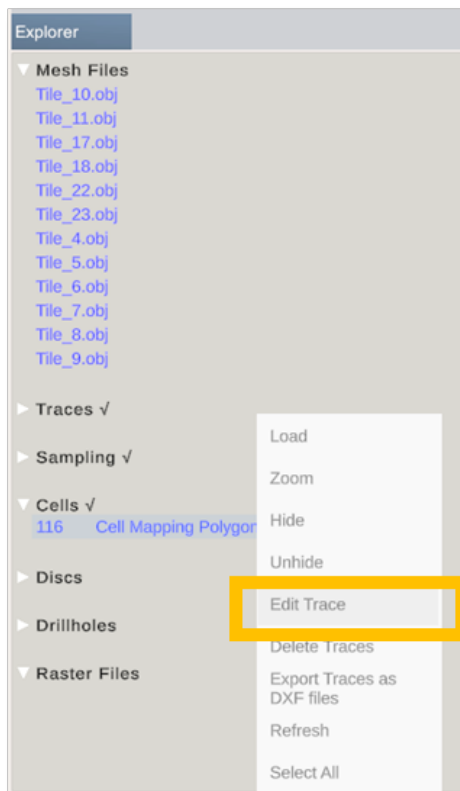 Explorer
Mesh Files
Tile_10.obj
Tile_11.obj
Tile_17.obj
Tile_18.obj
Tile_22.obj
Tile_23.obj
Tile_4.obj
Tile_5.obj
Tile_6.obj
Tile_7.obj
Tile_8.obj
Tile_9.obj
Traces √
Sampling √
Cells √
116 Cell Mapping Polygon
Discs
Drillholes
Raster Files
Load
Zoom
Hide
Unhide
Edit Trace
Delete Traces
Export Traces as
DXF files
Refresh
Select All